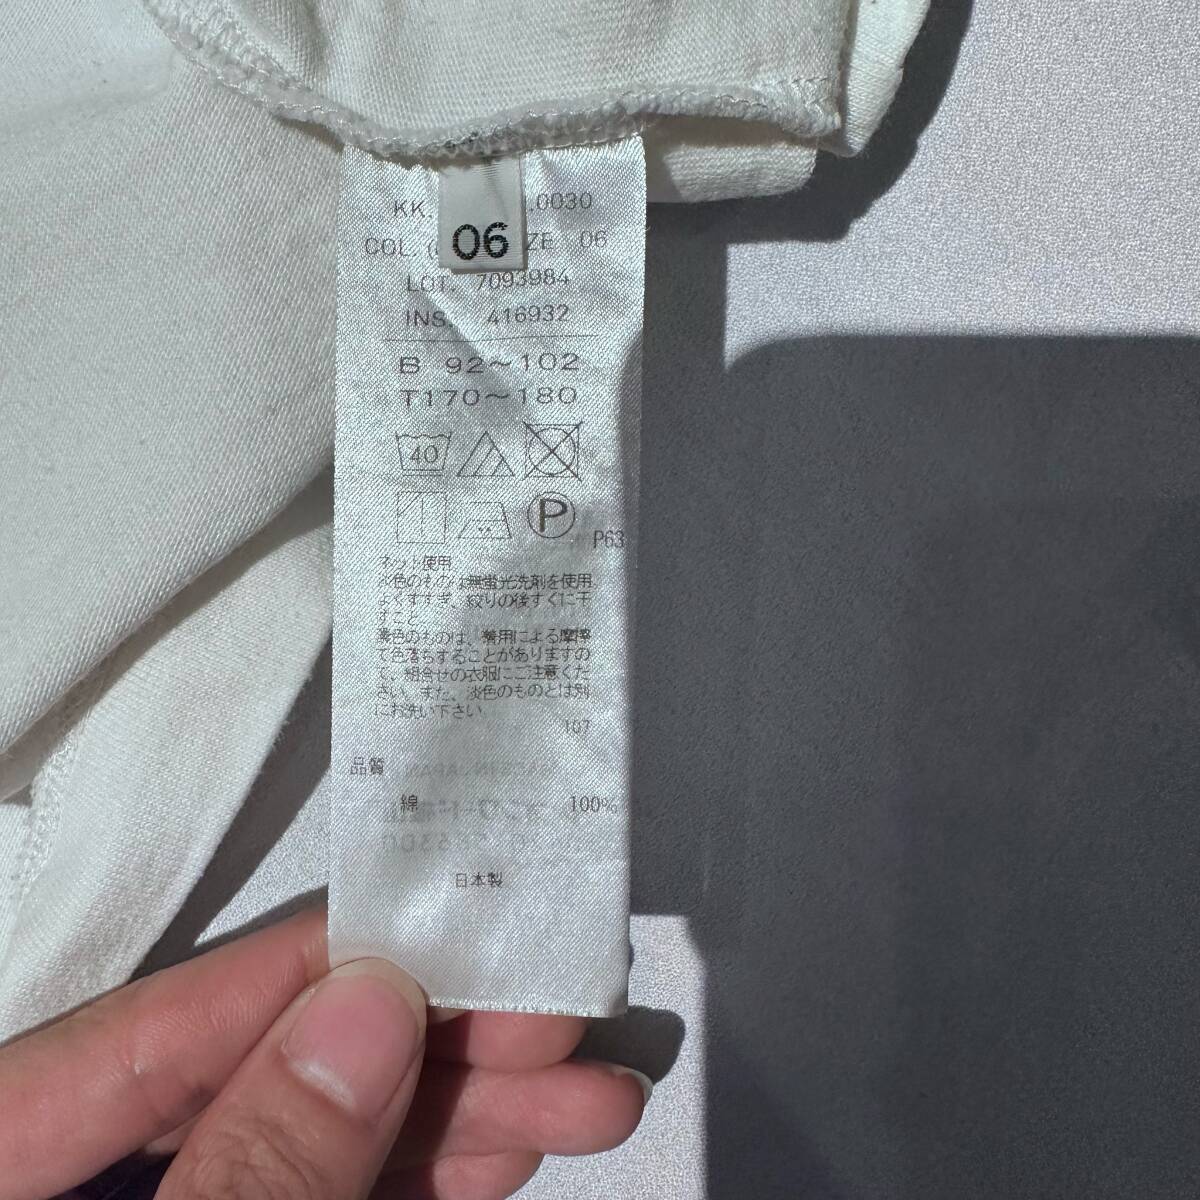 KK. .0030
06
COL. ( ZE 06
LOT. 7093984
INS. 416932
B 92~102
T170~180
40
P
P63
ネット使用
淡色のものは無蛍光洗剤を使用
よくすすぎ、絞りの後すぐに干
すこと
濃色のものは、着用による摩擦
で色落ちすることがありますの
で、組合せの衣服にご注意くだ
さい。また、淡色のものとは別
にお洗い下さい
107
品質
綿 100%
日本製